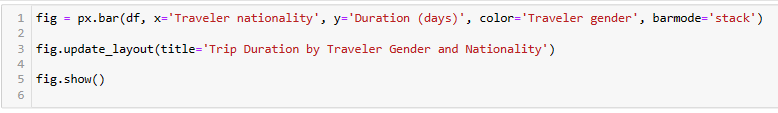 1 fig = px.bar(df, x='Traveler nationality', y='Duration (days)', color='Traveler gender', barmode='stack')
2
3 fig.update_layout(title='Trip Duration by Traveler Gender and Nationality')
4
5 fig.show()
6